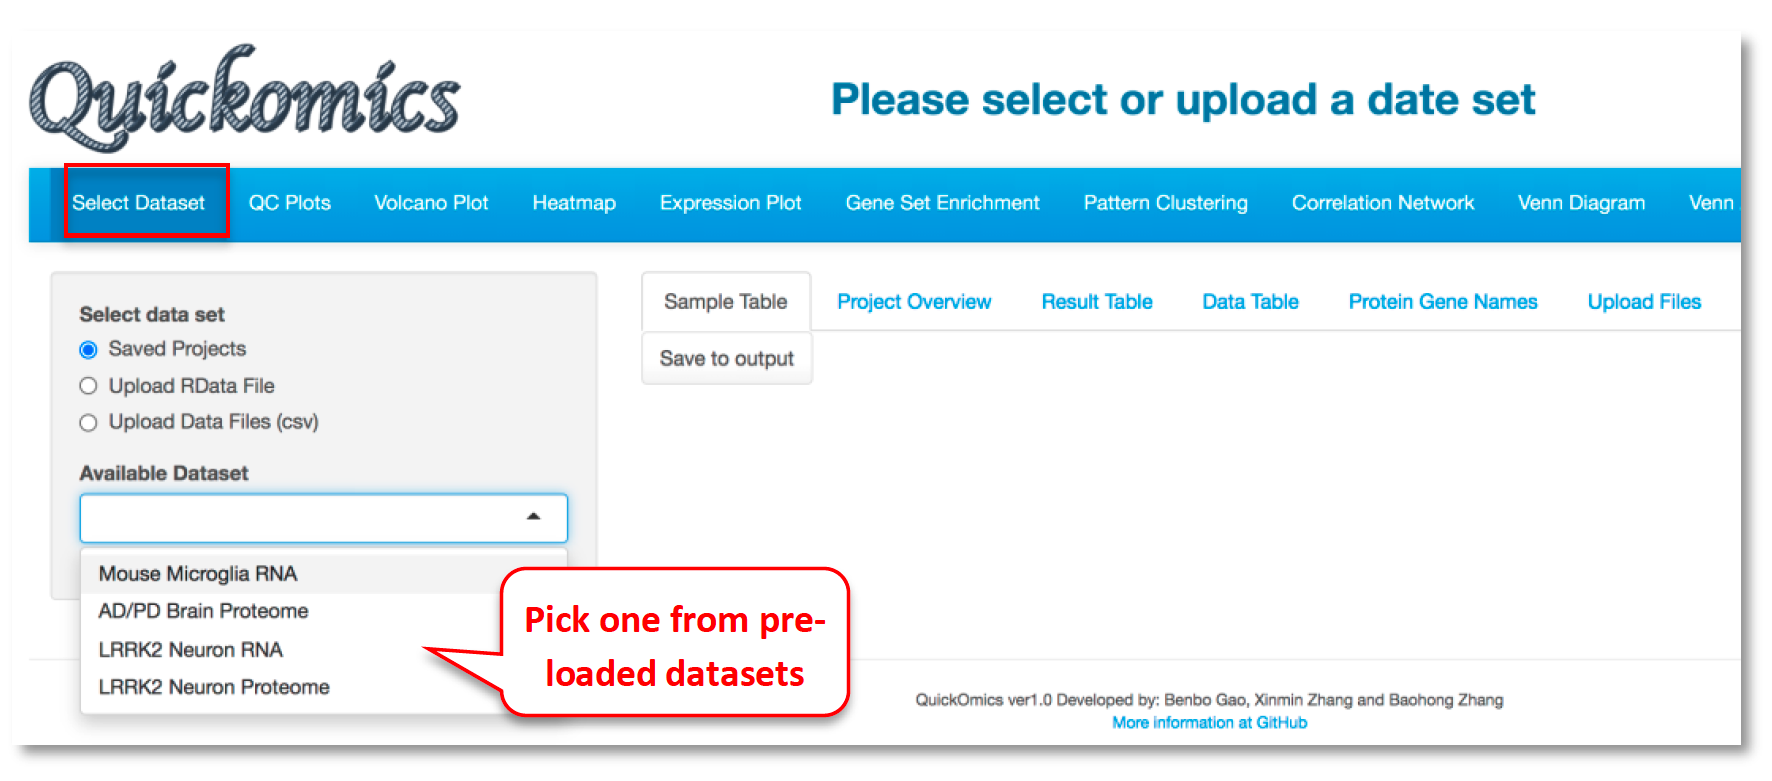 Quickomics
Please select or upload a date set
Select Dataset QC Plots Volcano Plot Heatmap Expression Plot Gene Set Enrichment Pattern Clustering Correlation Network Venn Diagram Venn
Select data set
Saved Projects
Upload RData File
Upload Data Files (csv)
Available Dataset
Mouse Microglia RNA
AD/PD Brain Proteome
LRRK2 Neuron RNA
LRRK2 Neuron Proteome
Sample Table Project Overview Result Table Data Table Protein Gene Names Upload Files
Save to output
Pick one from pre-
loaded datasets
QuickOmics ver1.0 Developed by: Benbo Gao, Xinmin Zhang and Baohong Zhang
More information at GitHub